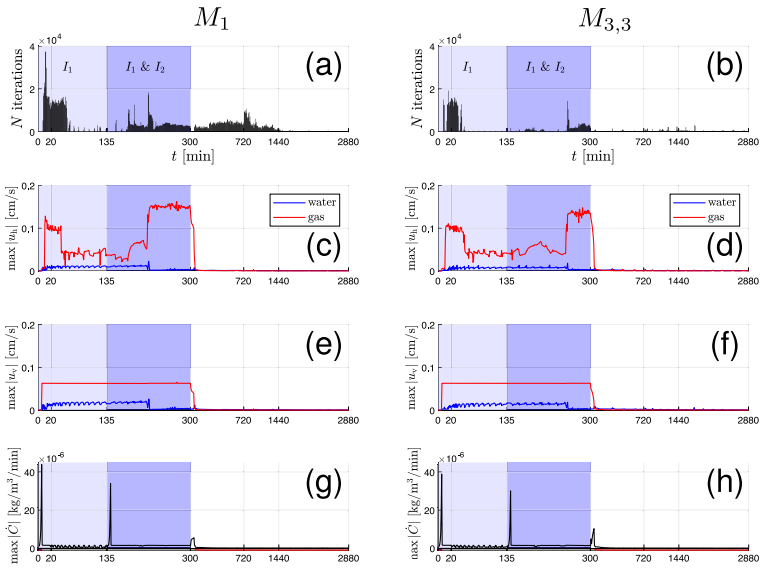 M₁
M₃,₃
×10⁴
4
2
0
N iterations
I₁
I₁ & I₂
(a)
0 20 135 300 720 1440 2880
t [min]
×10⁴
4
2
0
N iterations
I₁
I₁ & I₂
(b)
0 20 135 300 720 1440 2880
t [min]
0,2
0,1
0
max |uₕ| [cm/s]
water
gas
(c)
0 20 135 300 720 1440 2880
0,2
0,1
0
max |uₕ| [cm/s]
water
gas
(d)
0 20 135 300 720 1440 2880
0,2
0,1
0
max |uᵥ| [cm/s]
(e)
0 20 135 300 720 1440 2880
0,2
0,1
0
max |uᵥ| [cm/s]
(f)
0 20 135 300 720 1440 2880
×10⁻⁶
40
20
0
max |Ċ| [kg/m³/min]
(g)
0 20 135 300 720 1440 2880
×10⁻⁶
40
20
0
max |Ċ| [kg/m³/min]
(h)
0 20 135 300 720 1440 2880